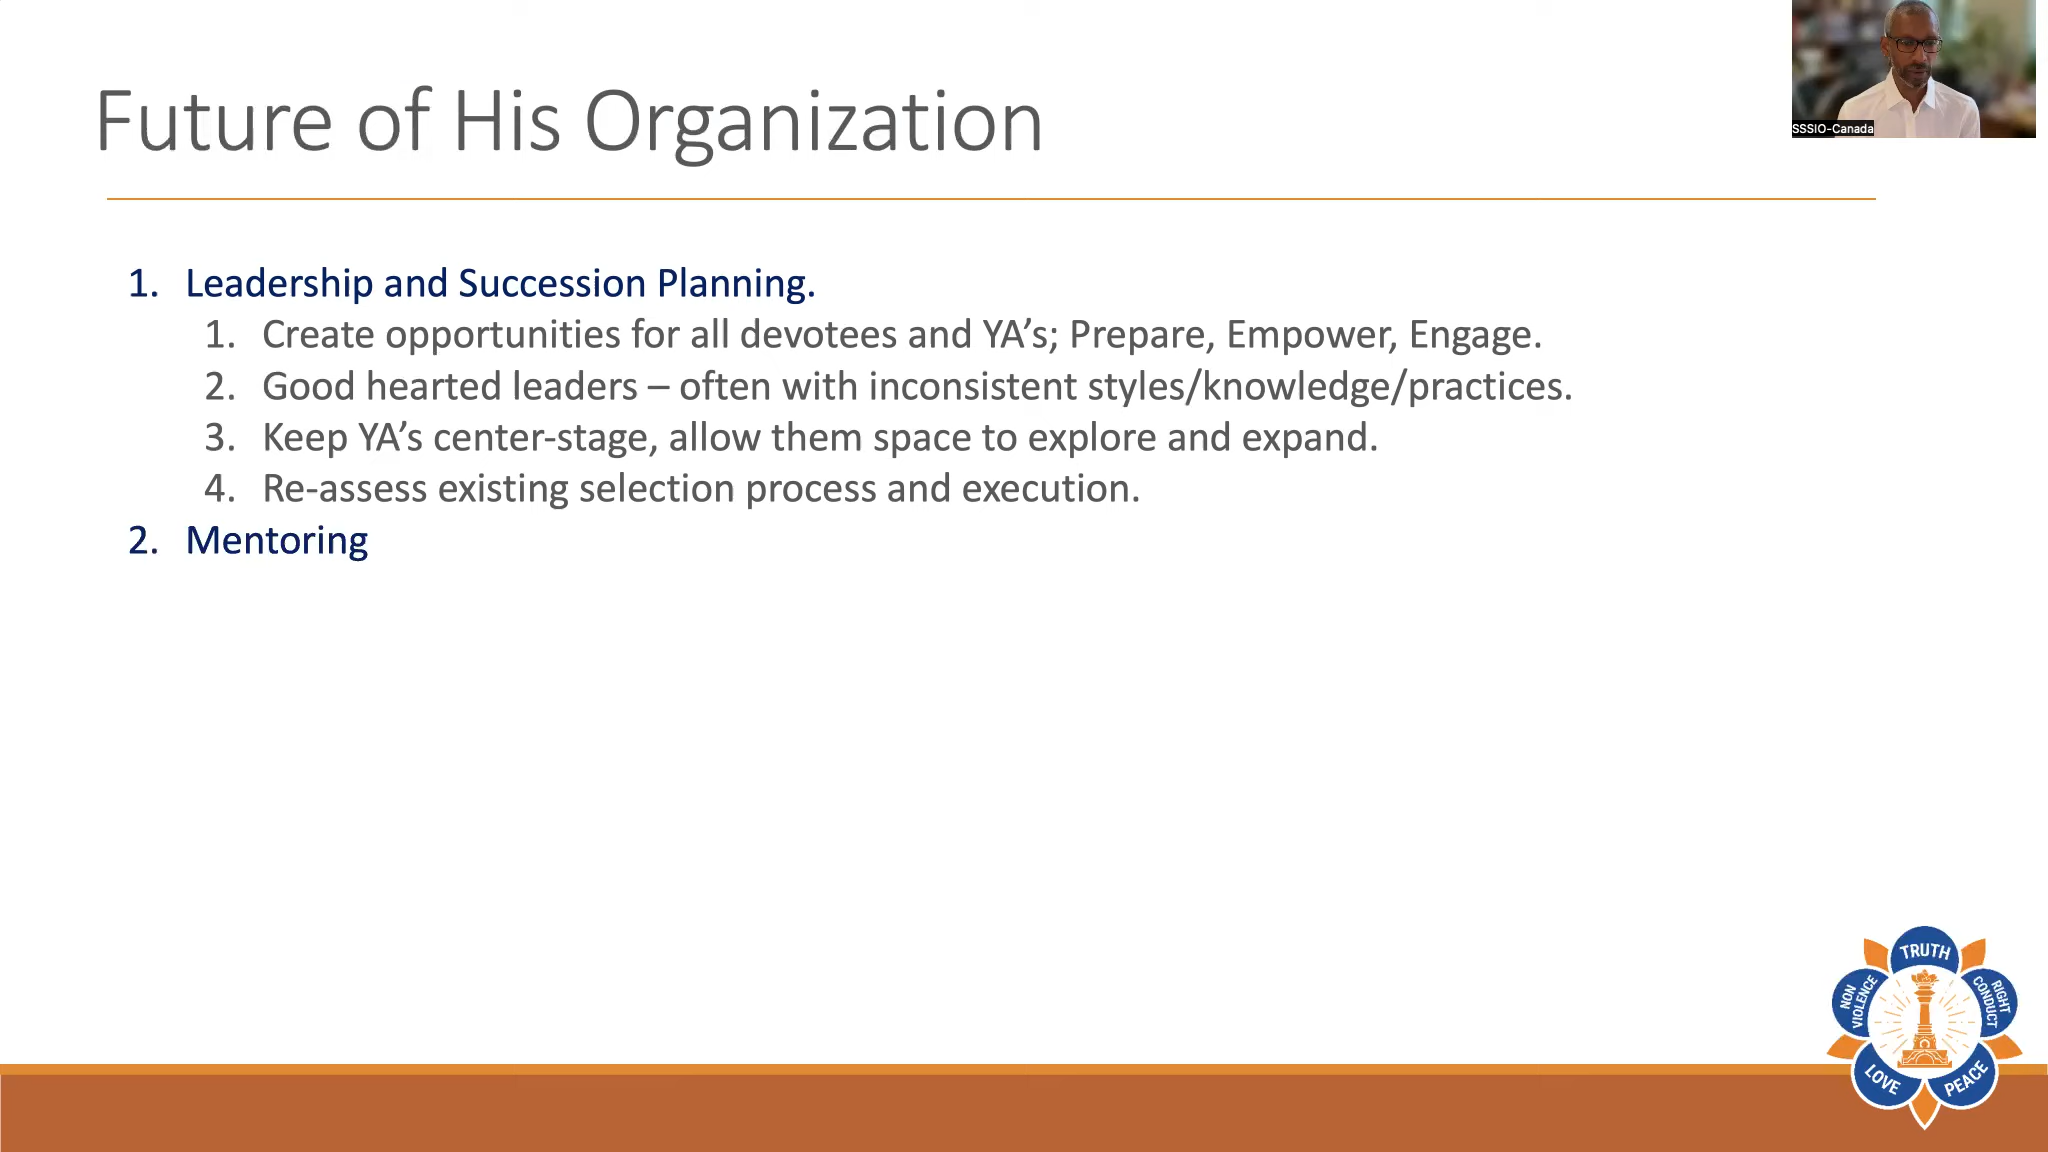 Future of His Organization
SSSIO-Canada
1. Leadership and Succession Planning.
1. Create opportunities for all devotees and YA’s; Prepare, Empower, Engage.
2. Good hearted leaders – often with inconsistent styles/knowledge/practices.
3. Keep YA’s center-stage, allow them space to explore and expand.
4. Re-assess existing selection process and execution.
2. Mentoring
TRUTH
NON
VIOLENCE
RIGHT
CONDUCT
LOVE
PEACE